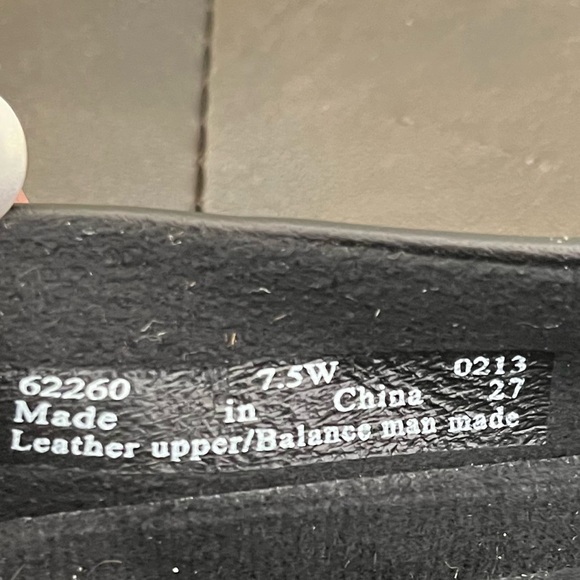 62260 7.5W 0213
Made in China 27
Leather upper/Balance man made